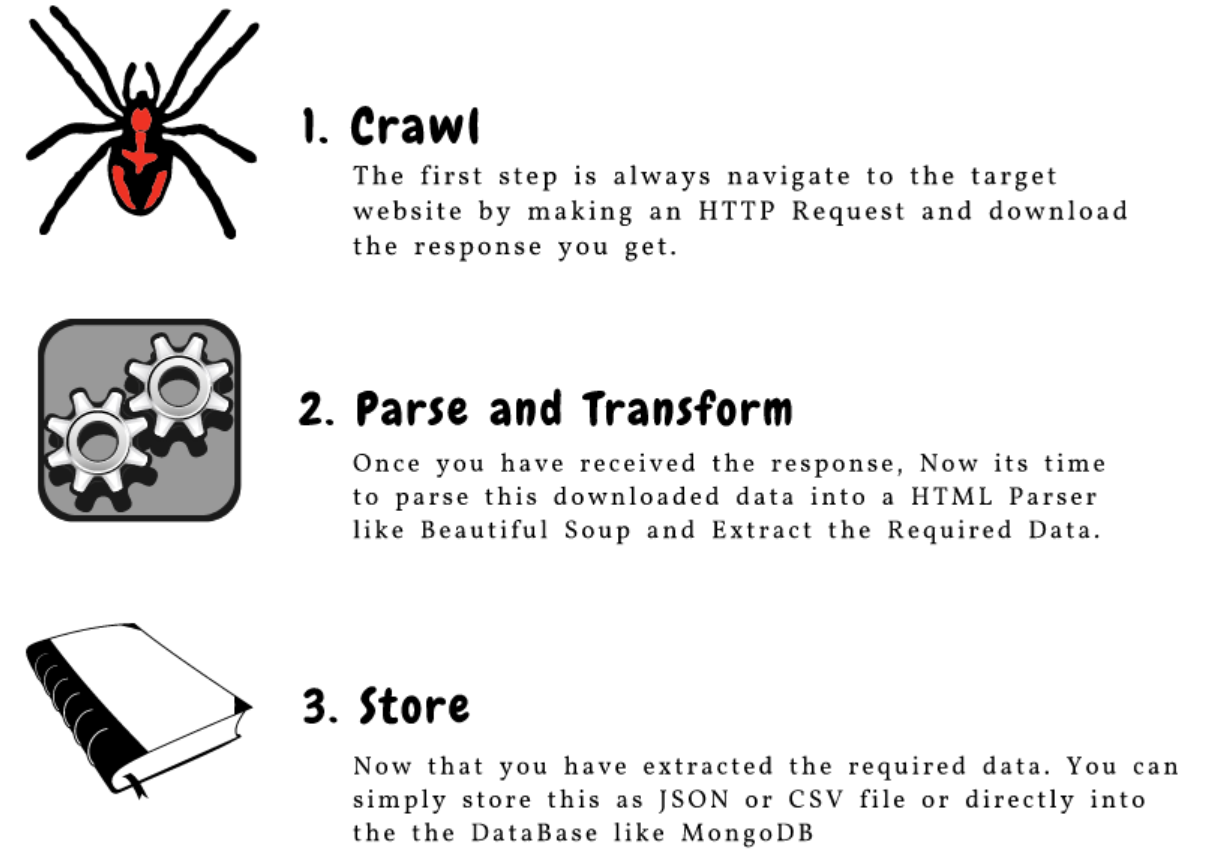 1. Crawl
The first step is always navigate to the target
website by making an HTTP Request and download
the response you get.
2. Parse and Transform
Once you have received the response, Now its time
to parse this downloaded data into a HTML Parser
like Beautiful Soup and Extract the Required Data.
3. Store
Now that you have extracted the required data. You can
simply store this as JSON or CSV file or directly into
the the DataBase like MongoDB